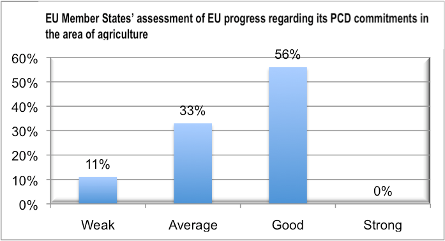 EU Member States' assessment of EU progress regarding its PCD commitments in
the area of agriculture
60%
50%
40%
30%
20%
10%
0%
11%
33%
56%
0%
Weak
Average
Good
Strong